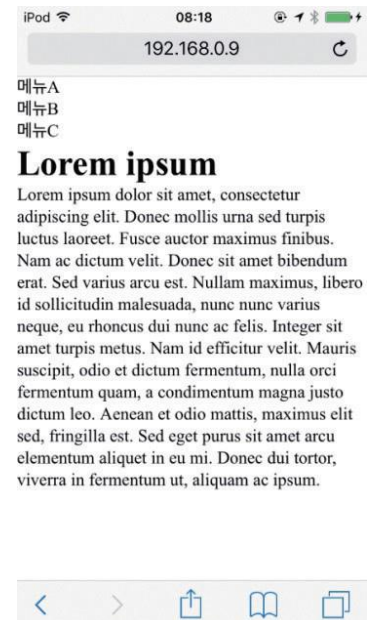 iPod 08:18
192.168.0.9
메뉴A
메뉴B
메뉴C
Lorem ipsum
Lorem ipsum dolor sit amet, consectetur
adipiscing elit. Donec mollis urna sed turpis
luctus laoreet. Fusce auctor maximus finibus.
Nam ac dictum velit. Donec sit amet bibendum
erat. Sed varius arcu est. Nullam maximus, libero
id sollicitudin malesuada, nunc nunc varius
neque, eu rhoncus dui nunc ac felis. Integer sit
amet turpis metus. Nam id efficitur velit. Mauris
suscipit, odio et dictum fermentum, nulla orci
fermentum quam, a condimentum magna justo
dictum leo. Aenean et odio mattis, maximus elit
sed, fringilla est. Sed eget purus sit amet arcu
elementum aliquet in eu mi. Donec dui tortor,
viverra in fermentum ut, aliquam ac ipsum.